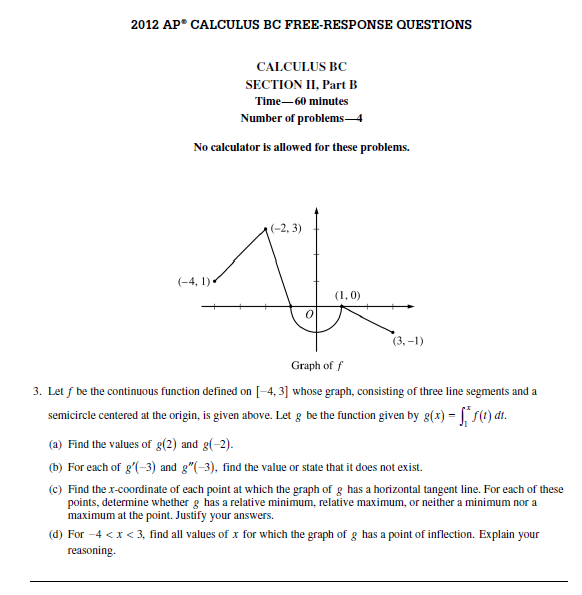 2012 AP® CALCULUS BC FREE-RESPONSE QUESTIONS
CALCULUS BC
SECTION II, Part B
Time—60 minutes
Number of problems—4
No calculator is allowed for these problems.
(−2, 3)
(−4, 1)
(1, 0)
O
(3, −1)
Graph of f
3. Let f be the continuous function defined on [−4, 3] whose graph, consisting of three line segments and a
semicircle centered at the origin, is given above. Let g be the function given by g(x) = ∫₁ˣ f(t) dt.
(a) Find the values of g(2) and g(−2).
(b) For each of g′(−3) and g″(−3), find the value or state that it does not exist.
(c) Find the x-coordinate of each point at which the graph of g has a horizontal tangent line. For each of these
points, determine whether g has a relative minimum, relative maximum, or neither a minimum nor a
maximum at the point. Justify your answers.
(d) For −4 < x < 3, find all values of x for which the graph of g has a point of inflection. Explain your
reasoning.